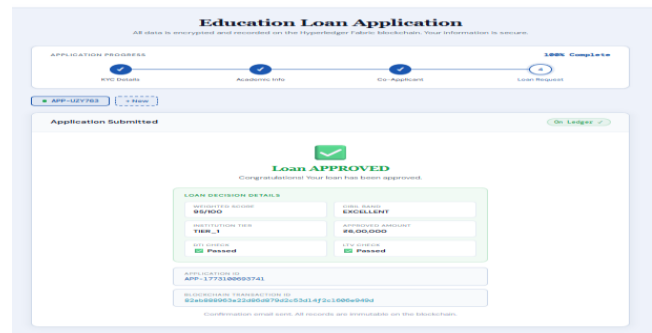 Education Loan Application
All data is encrypted and recorded on the Hyperledger Fabric blockchain. Your information is secure.
APPLICATION PROGRESS
100% Complete
KYC Details
Academic Info
Co-Applicant
4
Loan Request
APP-UZY763
+ New
Application Submitted
On Ledger ✓
Loan APPROVED
Congratulations! Your loan has been approved.
LOAN DECISION DETAILS
WEIGHTED SCORE
95/100
CIBIL BAND
EXCELLENT
INSTITUTION TIER
TIER_1
APPROVED AMOUNT
₹6,00,000
DTI CHECK
Passed
LTV CHECK
Passed
APPLICATION ID
APP-1773100693741
BLOCKCHAIN TRANSACTION ID
Confirmation email sent. All records are immutable on the blockchain.